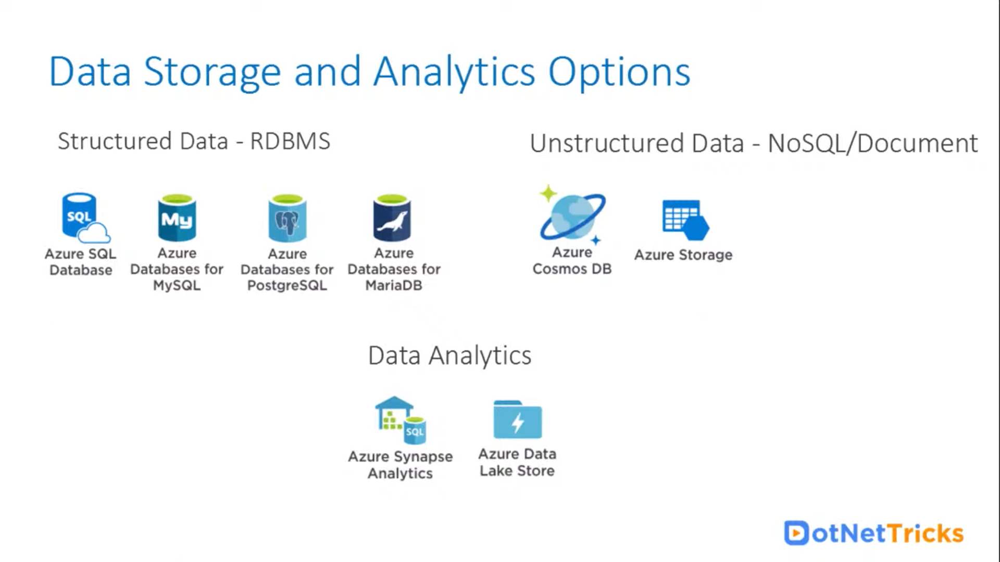 Data Storage and Analytics Options
Structured Data - RDBMS
Unstructured Data - NoSQL/Document
SQL
Azure SQL
Database
My
Azure
Databases for
MySQL
Azure
Databases for
PostgreSQL
Azure
Databases for
MariaDB
Azure
Cosmos DB
Azure Storage
Data Analytics
SQL
Azure Synapse
Analytics
Azure Data
Lake Store
DotNetTricks